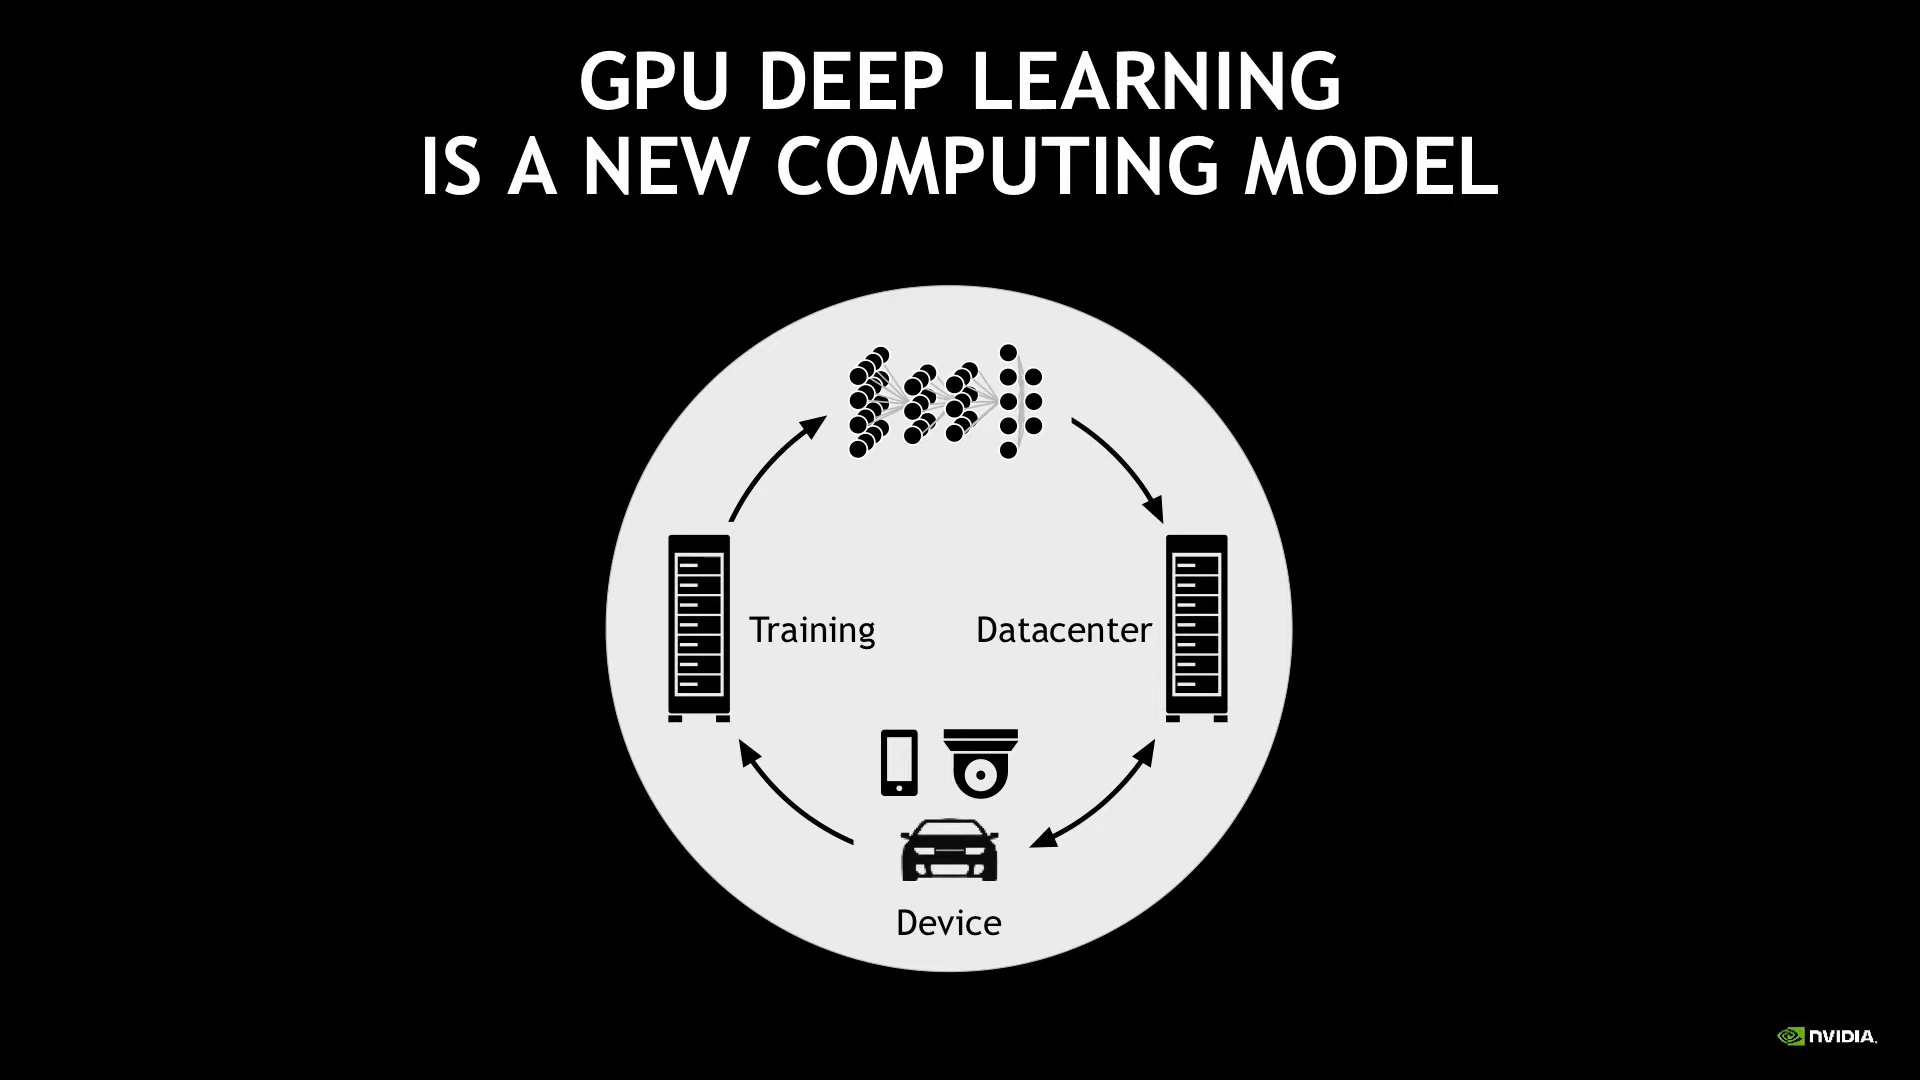 GPU DEEP LEARNING
IS A NEW COMPUTING MODEL
Training
Datacenter
Device
NVIDIA.